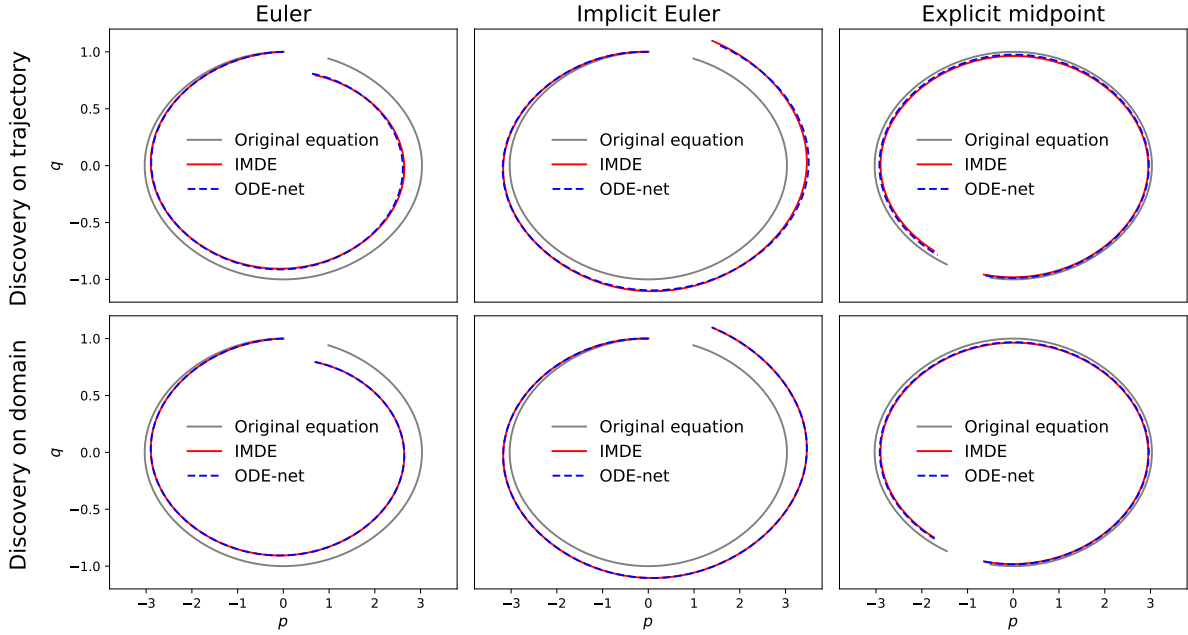 Euler
Implicit Euler
Explicit midpoint
Discovery on trajectory
q
1.0
0.5
0.0
−0.5
−1.0
Original equation
IMDE
ODE-net
Original equation
IMDE
ODE-net
Original equation
IMDE
ODE-net
Discovery on domain
q
1.0
0.5
0.0
−0.5
−1.0
Original equation
IMDE
ODE-net
Original equation
IMDE
ODE-net
Original equation
IMDE
ODE-net
−3 −2 −1 0 1 2 3
p
−3 −2 −1 0 1 2 3
p
−3 −2 −1 0 1 2 3
p